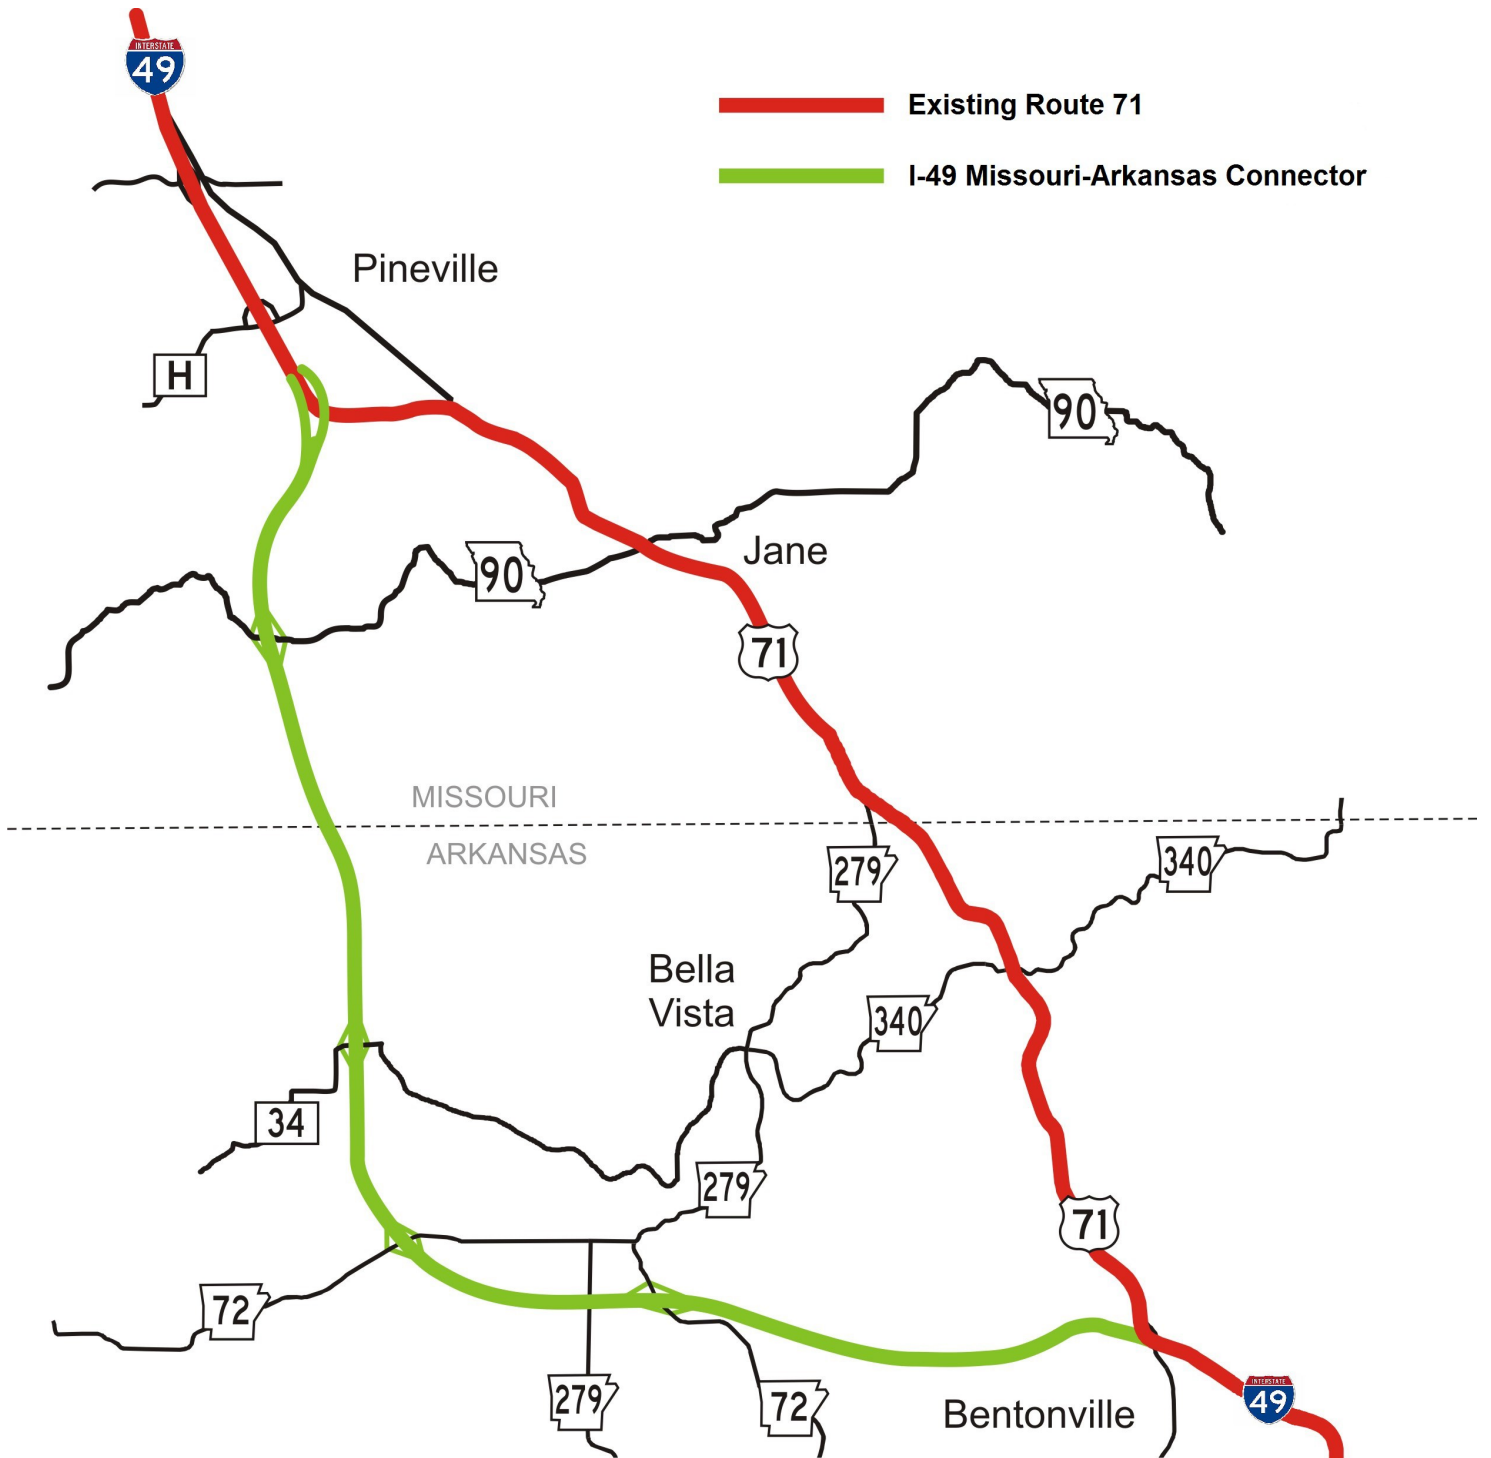 INTERSTATE
49
Existing Route 71
I-49 Missouri-Arkansas Connector
Pineville
H
90
90
Jane
71
MISSOURI
ARKANSAS
279
340
Bella
Vista
340
34
279
71
72
279
72
Bentonville
INTERSTATE
49